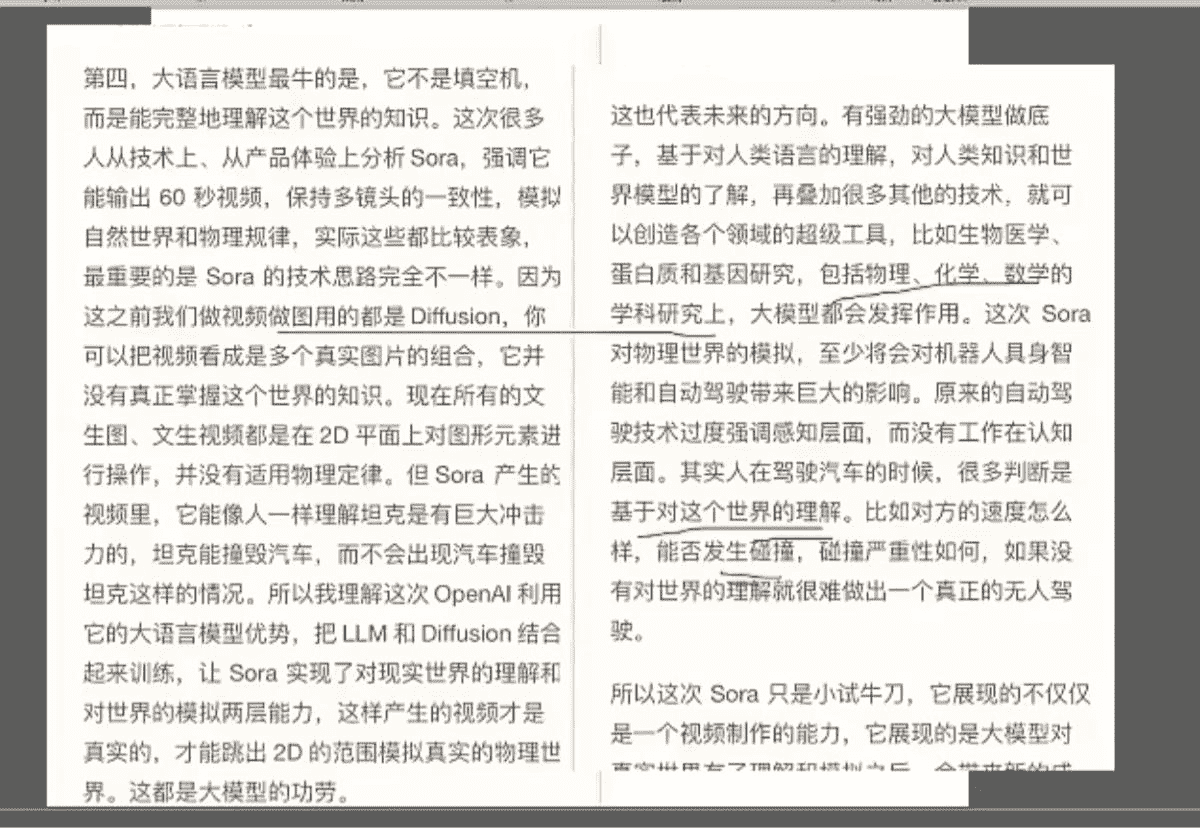 第四，大语言模型最牛的是，它不是填空机，
而是能完整地理解这个世界的知识。这次很多
人从技术上、从产品体验上分析 Sora，强调它
能输出 60 秒视频，保持多镜头的一致性，模拟
自然世界和物理规律，实际这些都比较表象，
最重要的是 Sora 的技术思路完全不一样。因为
这之前我们做视频做图用的都是 Diffusion，你
可以把视频看成是多个真实图片的组合，它并
没有真正掌握这个世界的知识。现在所有的文
生图、文生视频都是在 2D 平面上对图形元素进
行操作，并没有适用物理定律。但 Sora 产生的
视频里，它能像人一样理解坦克是有巨大冲击
力的，坦克能撞毁汽车，而不会出现汽车撞毁
坦克这样的情况。所以我理解这次 OpenAI 利用
它的大语言模型优势，把 LLM 和 Diffusion 结合
起来训练，让 Sora 实现了对现实世界的理解和
对世界的模拟两层能力，这样产生的视频才是
真实的，才能跳出 2D 的范围模拟真实的物理世
界。这都是大模型的功劳。
这也代表未来的方向。有强劲的大模型做底
子，基于对人类语言的理解，对人类知识和世
界模型的了解，再叠加很多其他的技术，就可
以创造各个领域的超级工具，比如生物医学、
蛋白质和基因研究，包括物理、化学、数学的
学科研究上，大模型都会发挥作用。这次 Sora
对物理世界的模拟，至少将会对机器人具身智
能和自动驾驶带来巨大的影响。原来的自动驾
驶技术过度强调感知层面，而没有工作在认知
层面。其实人在驾驶汽车的时候，很多判断是
基于对这个世界的理解。比如对方的速度怎么
样，能否发生碰撞，碰撞严重性如何，如果没
有对世界的理解就很难做出一个真正的无人驾
驶。
所以这次 Sora 只是小试牛刀，它展现的不仅仅
是一个视频制作的能力，它展现的是大模型对
真实世界有了理解和模拟之后，会带来新的成